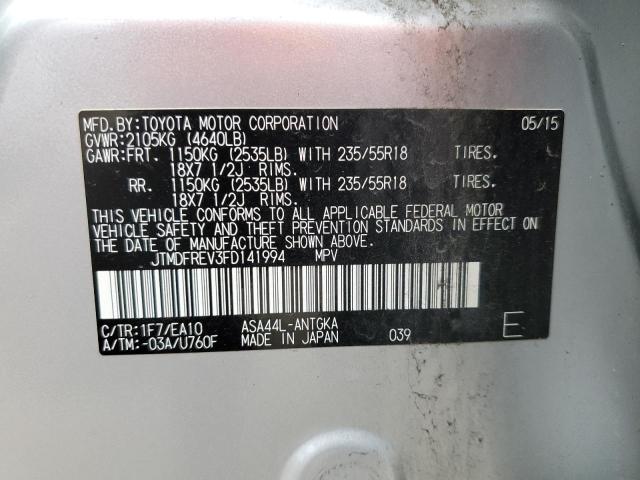 MFD.BY:TOYOTA MOTOR CORPORATION 05/15
GVWR:2105KG (4640LB)
GAWR:FRT. 1150KG (2535LB) WITH 235/55R18 TIRES.
18X7 1/2J RIMS.
RR. 1150KG (2535LB) WITH 235/55R18 TIRES.
18X7 1/2J RIMS.
THIS VEHICLE CONFORMS TO ALL APPLICABLE FEDERAL MOTOR
VEHICLE SAFETY AND THEFT PREVENTION STANDARDS IN EFFECT ON
THE DATE OF MANUFACTURE SHOWN ABOVE.
JTMDFREV3FD141994 MPV
C/TR:1F7/EA10 ASA44L-ANTGKA
A/TM:-03A/U760F MADE IN JAPAN 039 E